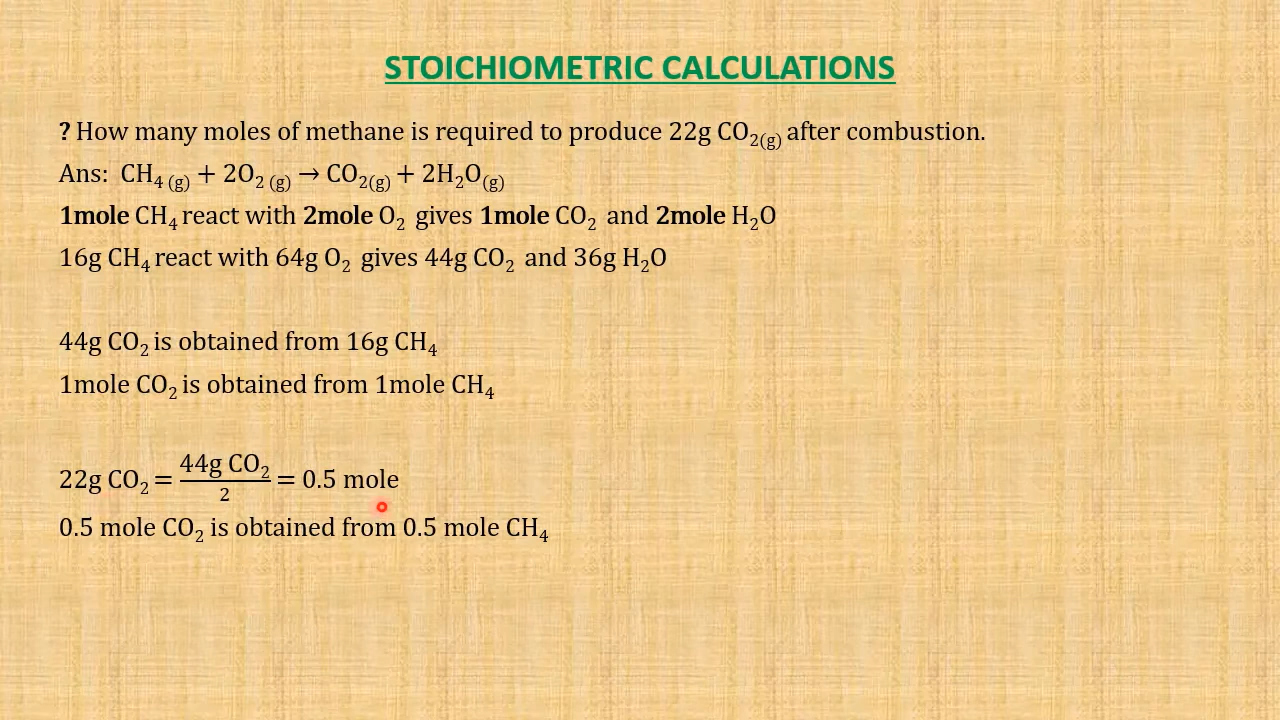 STOICHIOMETRIC CALCULATIONS
? How many moles of methane is required to produce 22g CO₂(g) after combustion.
Ans: CH₄ (g) + 2O₂ (g) → CO₂(g) + 2H₂O(g)
1mole CH₄ react with 2mole O₂ gives 1mole CO₂ and 2mole H₂O
16g CH₄ react with 64g O₂ gives 44g CO₂ and 36g H₂O
44g CO₂ is obtained from 16g CH₄
1mole CO₂ is obtained from 1mole CH₄
22g CO₂ = 44g CO₂/2 = 0.5 mole
0.5 mole CO₂ is obtained from 0.5 mole CH₄